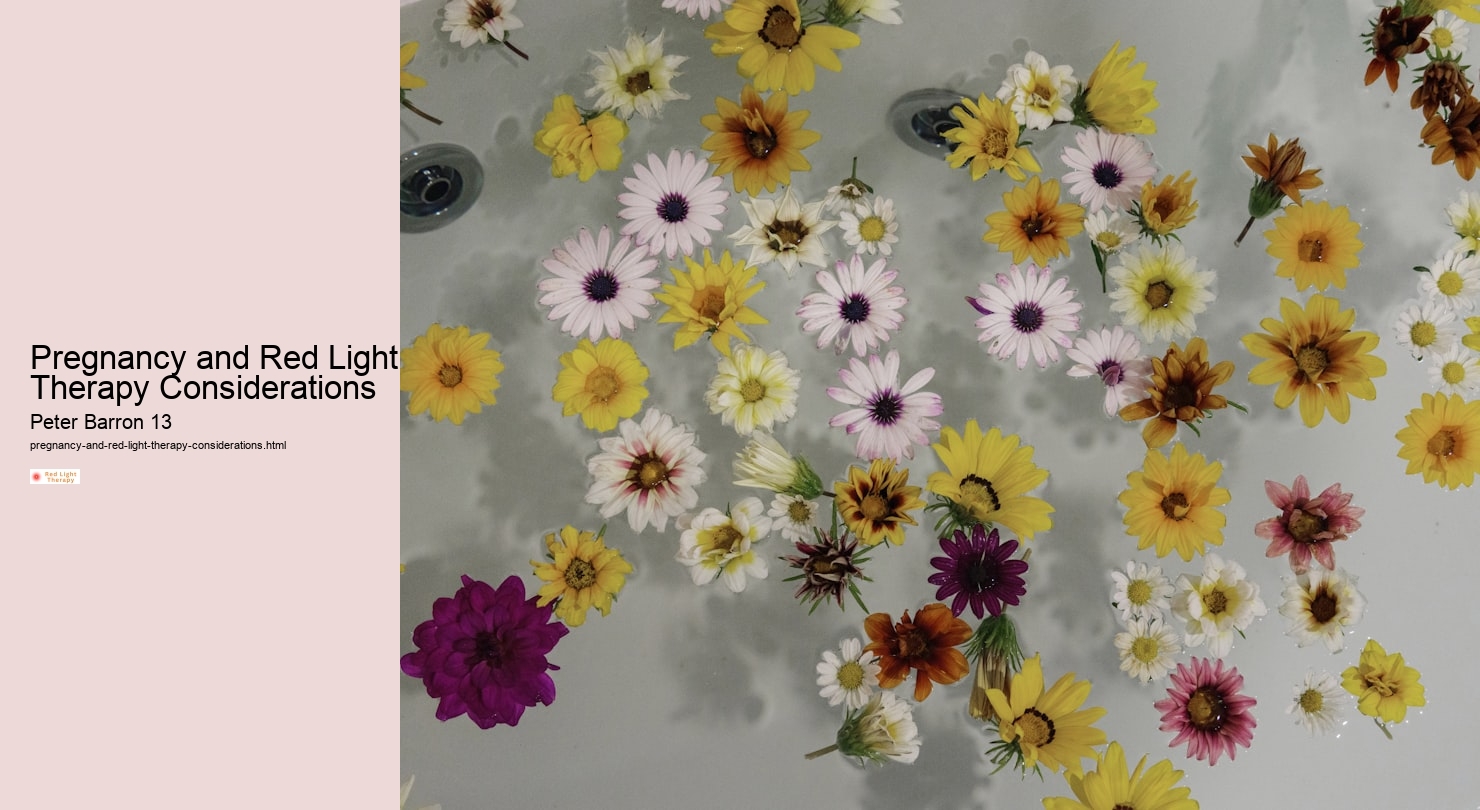 Pregnancy and Red Light
Therapy Considerations
Peter Barron 13
pregnancy-and-red-light-therapy-considerations.html
Red Light
Therapy